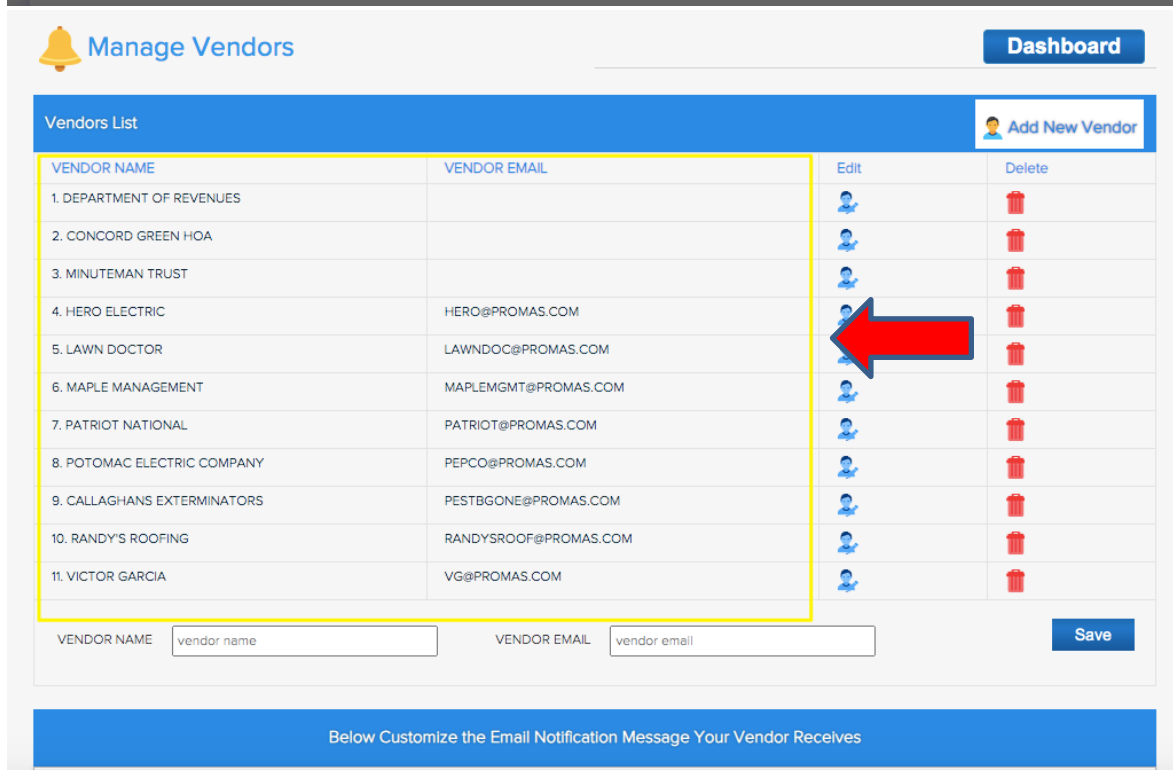 Manage Vendors
Dashboard
Vendors List
Add New Vendor
VENDOR NAME VENDOR EMAIL Edit Delete
1. DEPARTMENT OF REVENUES
2. CONCORD GREEN HOA
3. MINUTEMAN TRUST
4. HERO ELECTRIC HERO@PROMAS.COM
5. LAWN DOCTOR LAWNDOC@PROMAS.COM
6. MAPLE MANAGEMENT MAPLEMGMT@PROMAS.COM
7. PATRIOT NATIONAL PATRIOT@PROMAS.COM
8. POTOMAC ELECTRIC COMPANY PEPCO@PROMAS.COM
9. CALLAGHANS EXTERMINATORS PESTBGONE@PROMAS.COM
10. RANDY'S ROOFING RANDYSROOF@PROMAS.COM
11. VICTOR GARCIA VG@PROMAS.COM
VENDOR NAME vendor name VENDOR EMAIL vendor email Save
Below Customize the Email Notification Message Your Vendor Receives